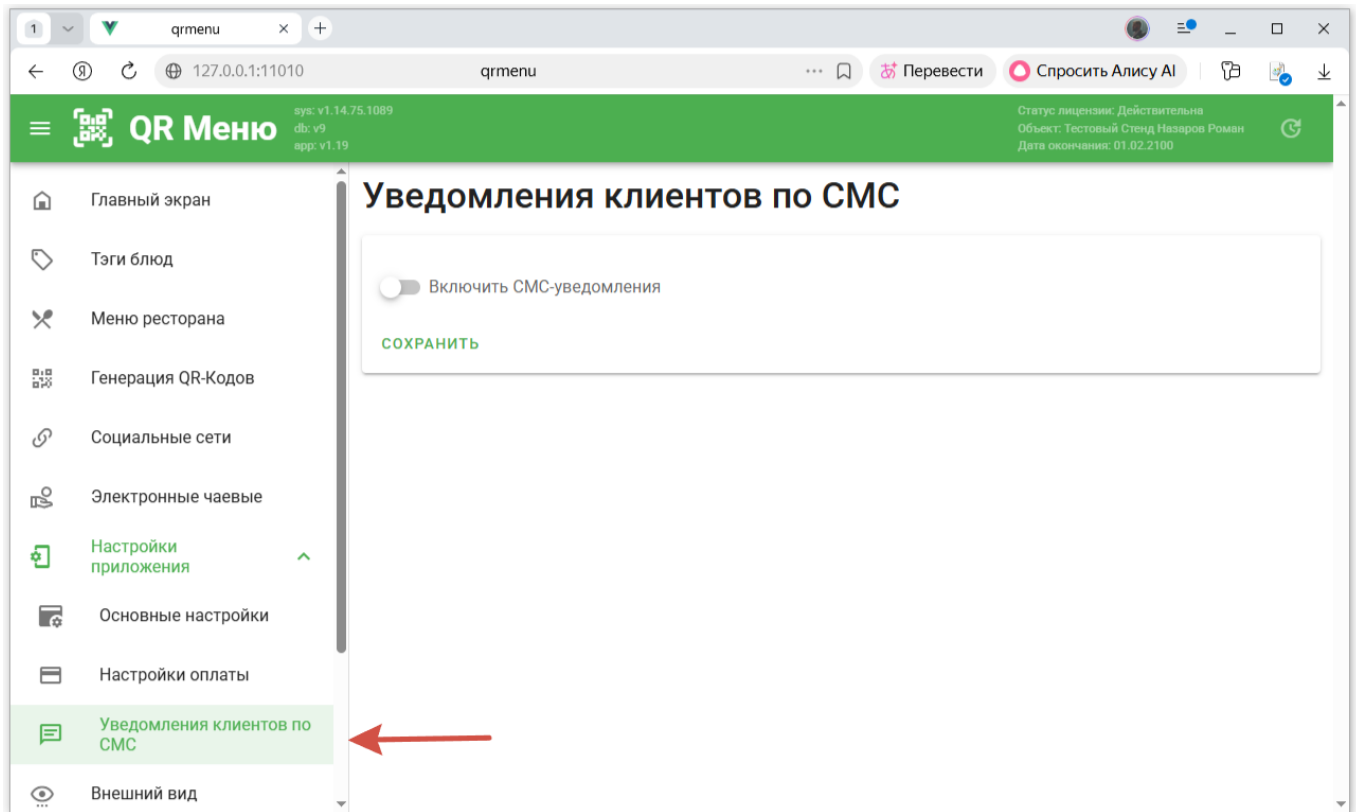 1
qrmenu
127.0.0.1:11010
qrmenu
Перевести
Спросить Алису AI
QR Меню
sys: v1.14.75.1089
db: v9
app: v1.19
Статус лицензии: Действительна
Объект: Тестовый Стенд Назаров Роман
Дата окончания: 01.02.2100
Главный экран
Тэги блюд
Меню ресторана
Генерация QR-Кодов
Социальные сети
Электронные чаевые
Настройки
приложения
Основные настройки
Настройки оплаты
Уведомления клиентов по
СМС
Внешний вид
Уведомления клиентов по СМС
Включить СМС-уведомления
СОХРАНИТЬ